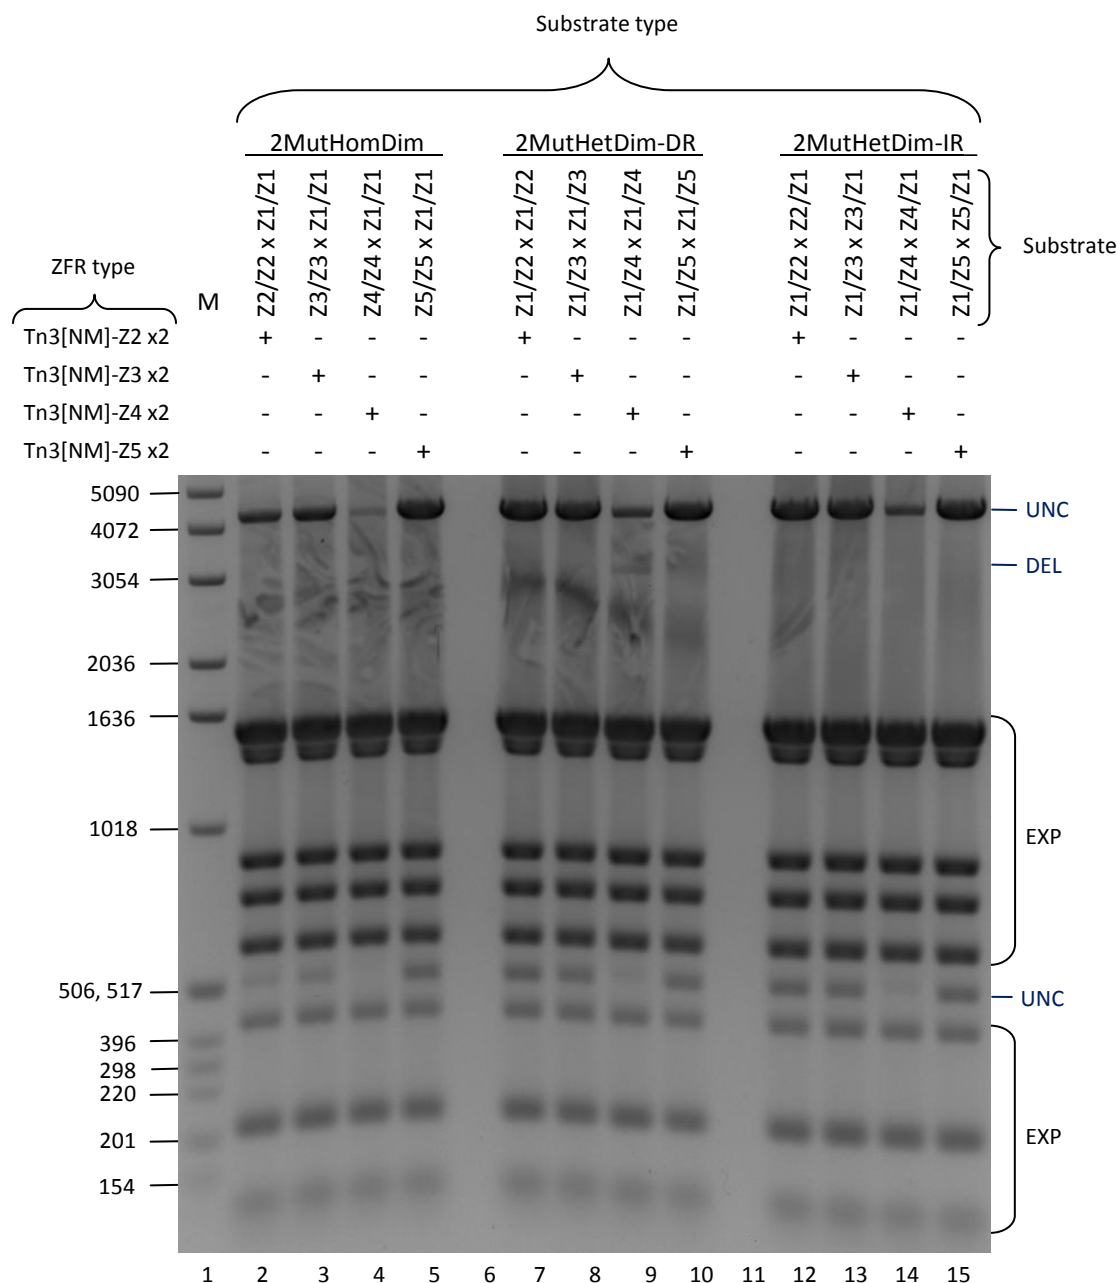 Substrate type
2MutHomDim 2MutHetDim-DR 2MutHetDim-IR
Z2/Z2 x Z1/Z1 Z3/Z3 x Z1/Z1 Z4/Z4 x Z1/Z1 Z5/Z5 x Z1/Z1 Z1/Z2 x Z1/Z2 Z1/Z3 x Z1/Z3 Z1/Z4 x Z1/Z4 Z1/Z5 x Z1/Z5 Z1/Z2 x Z2/Z1 Z1/Z3 x Z3/Z1 Z1/Z4 x Z4/Z1 Z1/Z5 x Z5/Z1
Substrate
ZFR type
M
Tn3[NM]-Z2 x2 + - - - + - - - + - - -
Tn3[NM]-Z3 x2 - + - - - + - - - + - -
Tn3[NM]-Z4 x2 - - + - - - + - - - + -
Tn3[NM]-Z5 x2 - - - + - - - + - - - +
5090
UNC
4072
DEL
3054
2036
1636
1018
EXP
506, 517
UNC
396
298
220
201
EXP
154
1 2 3 4 5 6 7 8 9 10 11 12 13 14 15